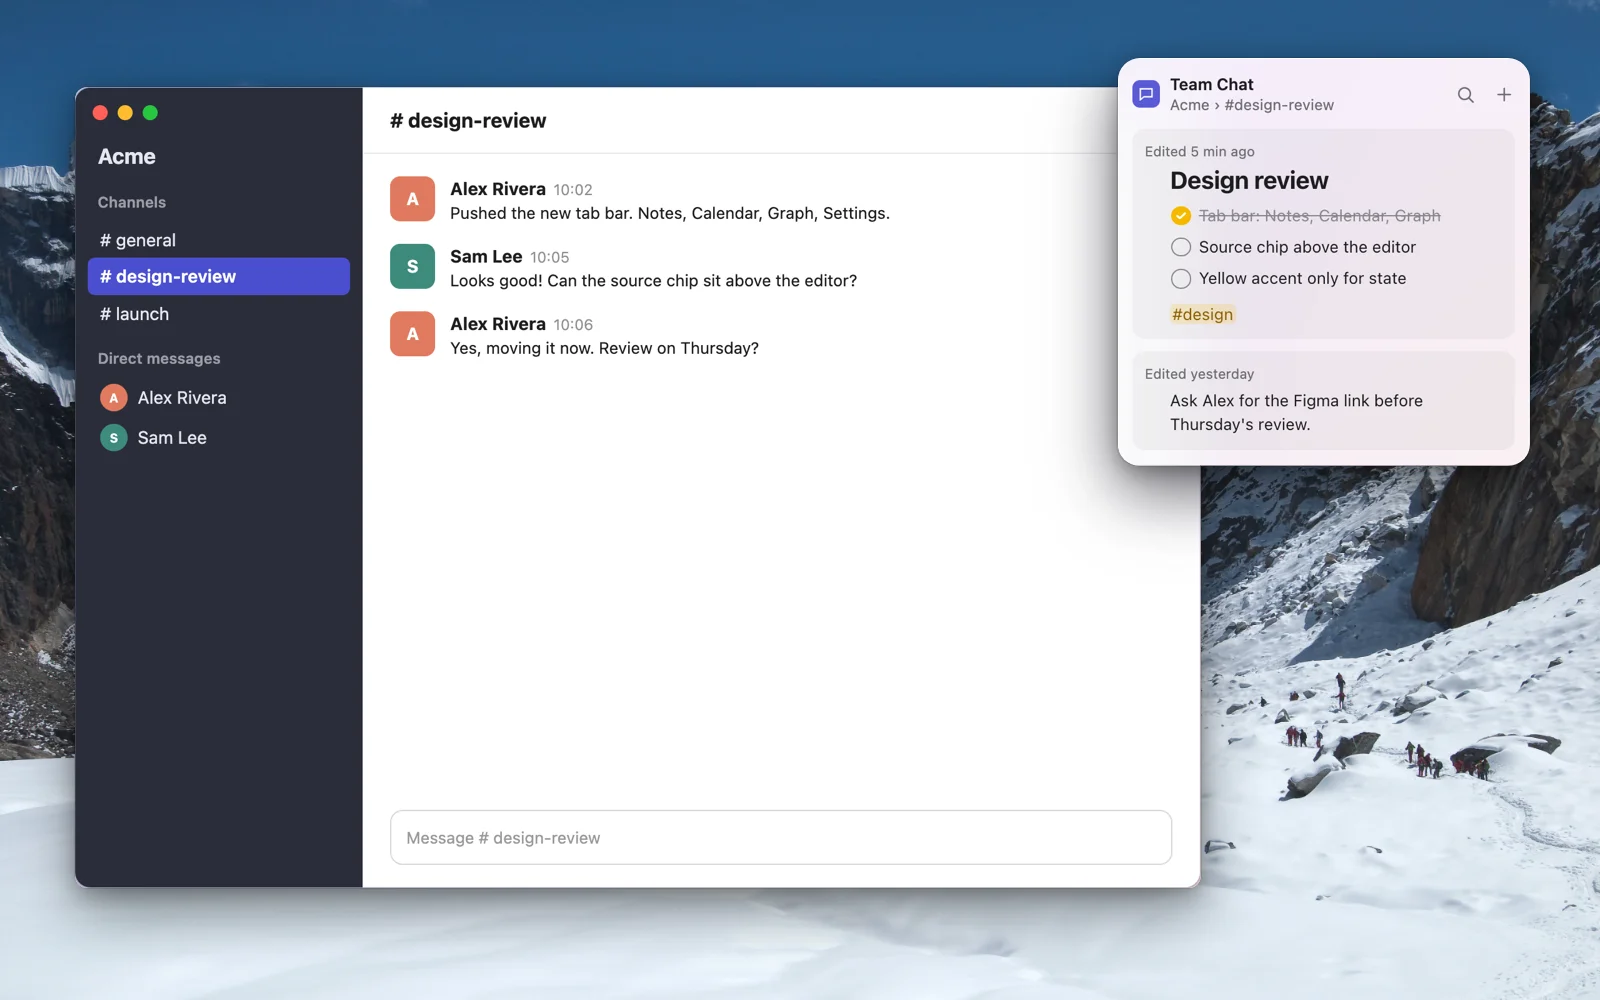 Acme
Channels
# general
# design-review
# launch
Direct messages
A Alex Rivera
S Sam Lee
# design-review
A
Alex Rivera 10:02
Pushed the new tab bar. Notes, Calendar, Graph, Settings.
S
Sam Lee 10:05
Looks good! Can the source chip sit above the editor?
A
Alex Rivera 10:06
Yes, moving it now. Review on Thursday?
Message # design-review
Team Chat
Acme › #design-review
Edited 5 min ago
Design review
Tab bar: Notes, Calendar, Graph
Source chip above the editor
Yellow accent only for state
#design
Edited yesterday
Ask Alex for the Figma link before
Thursday's review.